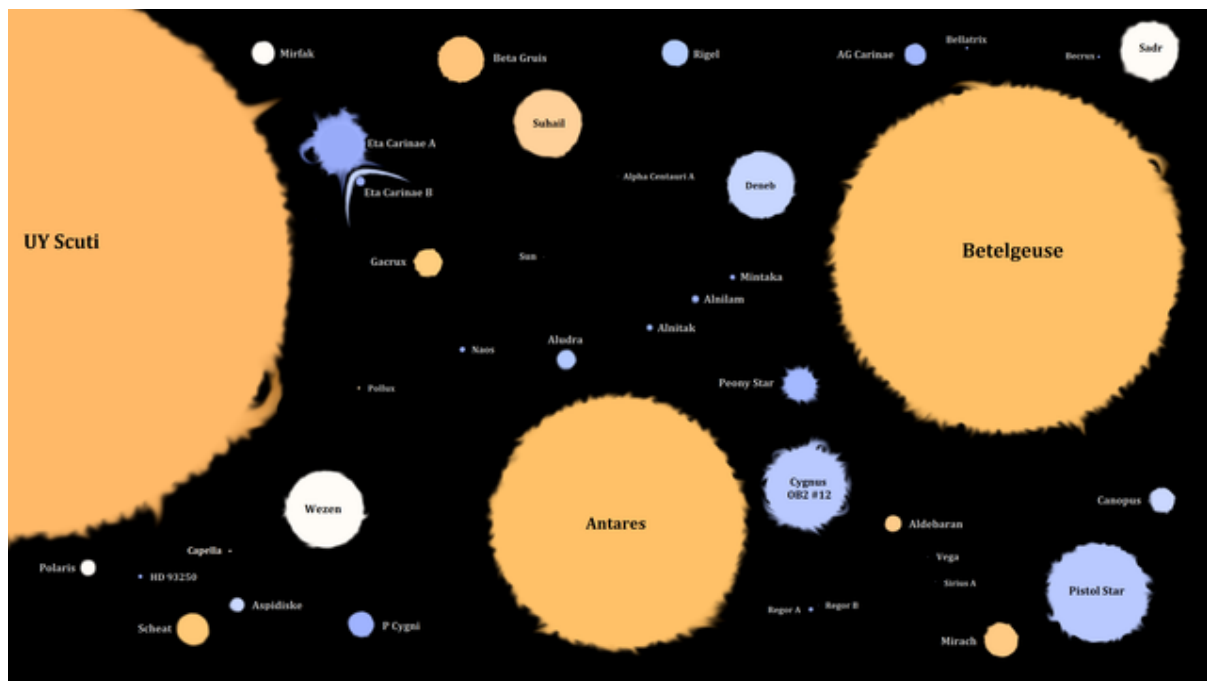 Mirfak
Beta Gruis
Rigel
AG Carinae
Bellatrix
Becrux
Sadr
Suhail
Eta Carinae A
Eta Carinae B
Alpha Centauri A
Deneb
UY Scuti
Betelgeuse
Gacrux
Sun
Mintaka
Alnilam
Alnitak
Aludra
Naos
Pollux
Peony Star
Cygnus
OB2 #12
Wezen
Antares
Canopus
Aldebaran
Capella
Polaris
HD 93250
Vega
Sirius A
Pistol Star
Aspidiske
Regor A
Regor B
Scheat
P Cygni
Mirach